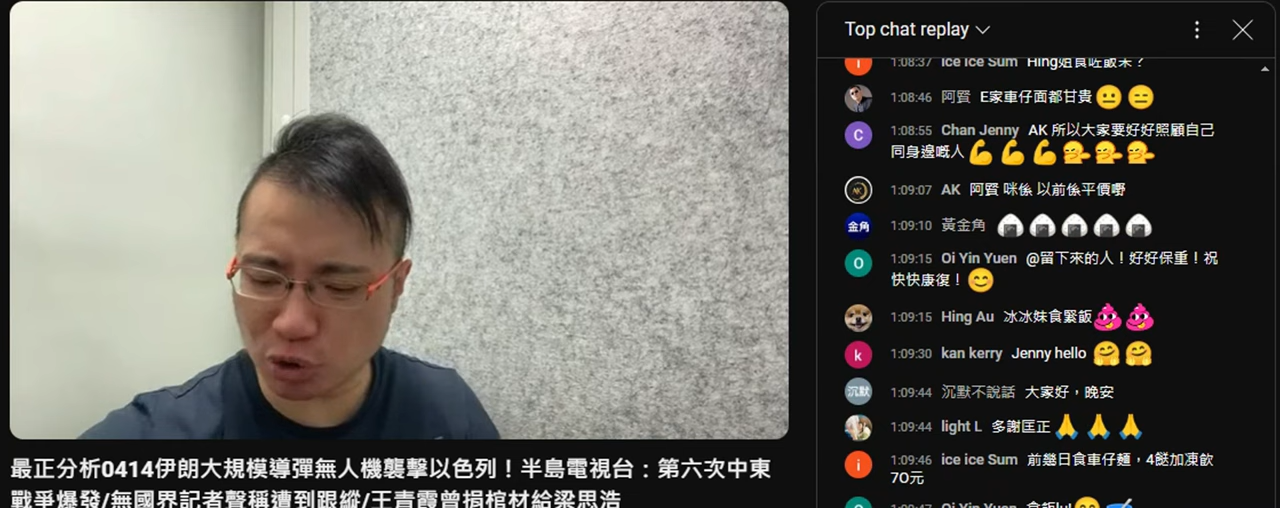 Top chat replay
1:08:37 ice ice Sum Hing姐食咗飯未？
1:08:46 阿賢 E家車仔面都甘貴😐😑
C 1:08:55 Chan Jenny AK 所以大家要好好照顧自己
同身邊嘅人💪💪💪
AK 1:09:07 AK 阿賢 咪係 以前係平價嘢
金角 1:09:10 黃金角 🍙🍙🍙🍙🍙
O 1:09:15 Oi Yin Yuen @留下來的人！好好保重！祝
快快康復！😊
1:09:15 Hing Au 冰冰妹食緊飯
k 1:09:30 kan kerry Jenny hello 🤗🤗
沉默 1:09:44 沉默不說話 大家好，晚安
1:09:44 light L 多謝匡正🙏🙏🙏
i 1:09:46 ice ice Sum 前幾日食車仔麵，4餸加凍飲
70元
1:09:47 Oi Yin Yuen
最正分析0414伊朗大規模導彈無人機襲擊以色列！半島電視台：第六次中東
戰爭爆發/無國界記者聲稱遭到跟縱/王青霞曾捐棺材給梁思浩